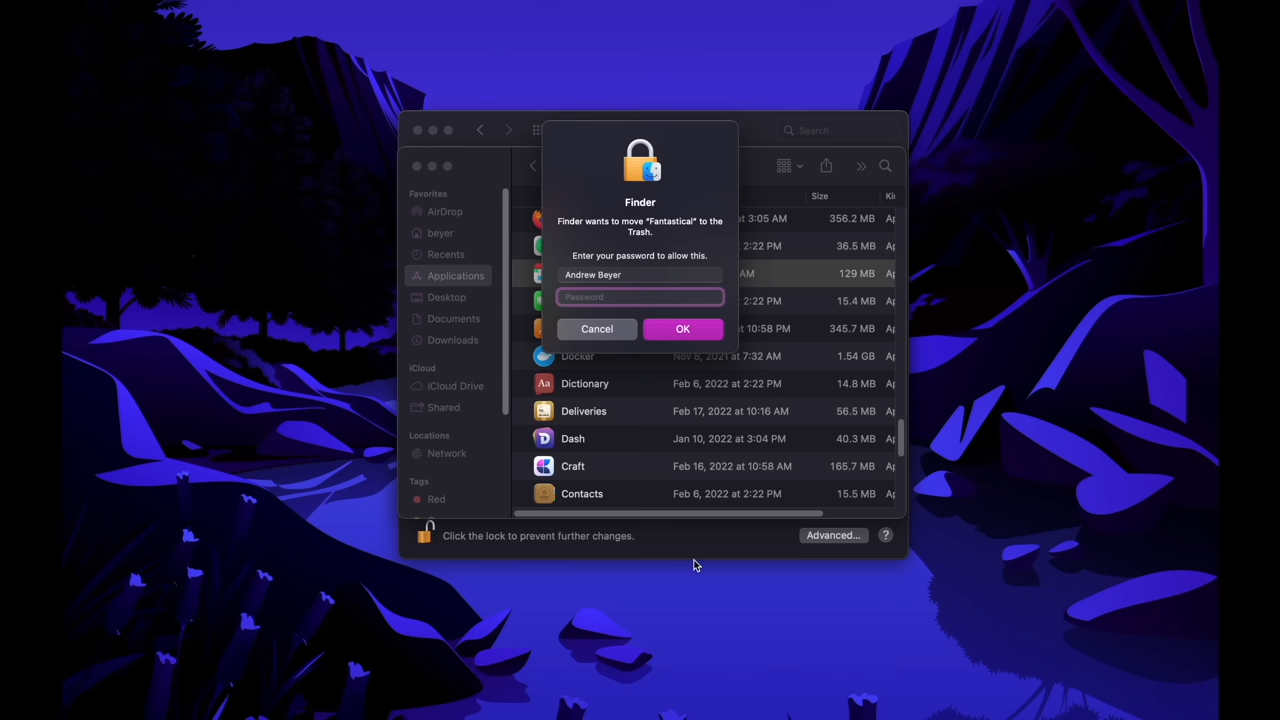 Search
Finder
Finder wants to move “Fantastical” to the
Trash.
Enter your password to allow this.
Andrew Beyer
Password
Cancel
OK
Favorites
AirDrop
beyer
Recents
Applications
Desktop
Documents
Downloads
iCloud
iCloud Drive
Shared
Locations
Network
Tags
Red
Size
at 3:05 AM 356.2 MB
2:22 PM 36.5 MB
AM 129 MB
2:22 PM 15.4 MB
10:58 PM 345.7 MB
Docker Nov 8, 2021 at 7:32 AM 1.54 GB
Aa Dictionary Feb 6, 2022 at 2:22 PM 14.8 MB
Deliveries Feb 17, 2022 at 10:16 AM 56.5 MB
Dash Jan 10, 2022 at 3:04 PM 40.3 MB
Craft Feb 16, 2022 at 10:58 AM 165.7 MB
Contacts Feb 6, 2022 at 2:22 PM 15.5 MB
Click the lock to prevent further changes.
Advanced...
?